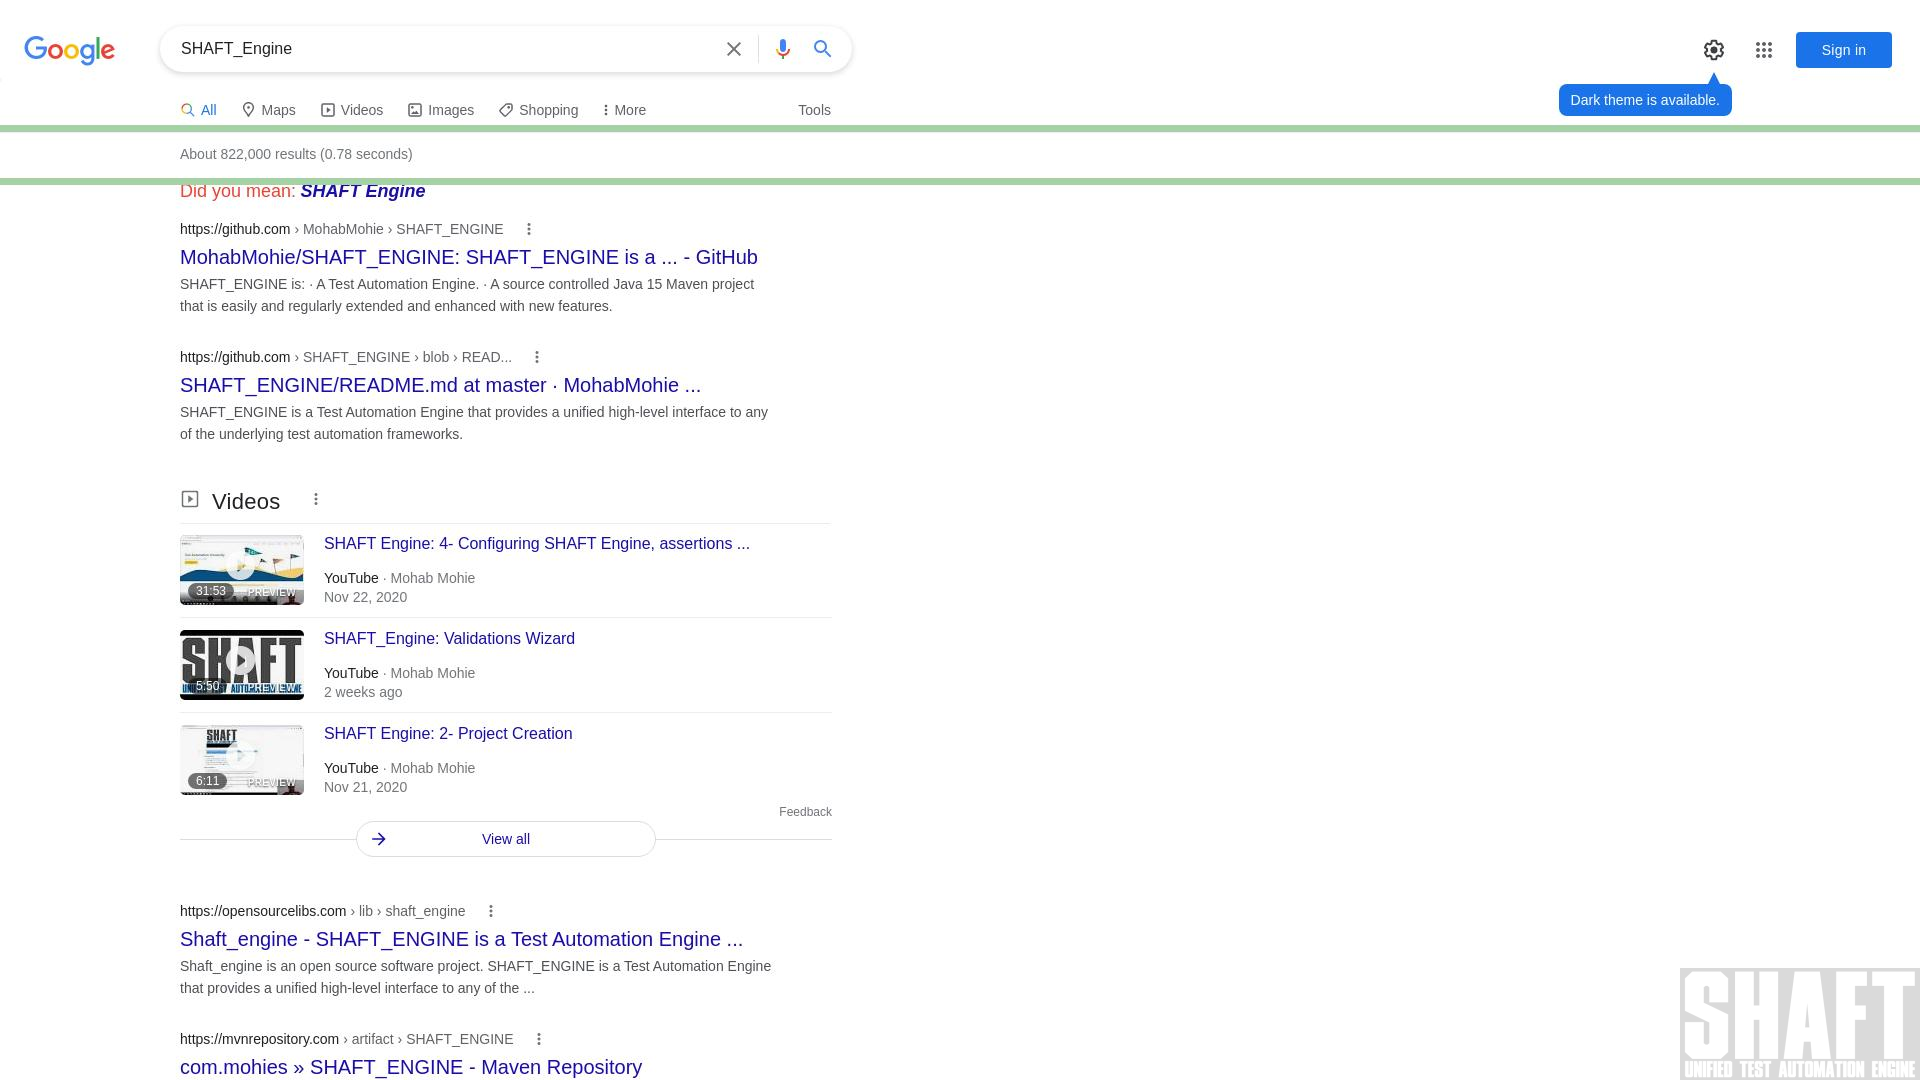 Google
SHAFT_Engine
Sign in
All
Maps
Videos
Images
Shopping
More
Tools
Dark theme is available.
About 822,000 results (0.78 seconds)
Did you mean: SHAFT Engine
https://github.com › MohabMohie › SHAFT_ENGINE
MohabMohie/SHAFT_ENGINE: SHAFT_ENGINE is a ... - GitHub
SHAFT_ENGINE is: · A Test Automation Engine. · A source controlled Java 15 Maven project
that is easily and regularly extended and enhanced with new features.
https://github.com › SHAFT_ENGINE › blob › READ...
SHAFT_ENGINE/README.md at master · MohabMohie ...
SHAFT_ENGINE is a Test Automation Engine that provides a unified high-level interface to any
of the underlying test automation frameworks.
Videos
SHAFT Engine: 4- Configuring SHAFT Engine, assertions ...
31:53
PREVIEW
YouTube · Mohab Mohie
Nov 22, 2020
SHAFT
SHAFT_Engine: Validations Wizard
5:50
PREVIEW
YouTube · Mohab Mohie
2 weeks ago
SHAFT
SHAFT Engine: 2- Project Creation
6:11
PREVIEW
YouTube · Mohab Mohie
Nov 21, 2020
Feedback
View all
https://opensourcelibs.com › lib › shaft_engine
Shaft_engine - SHAFT_ENGINE is a Test Automation Engine ...
Shaft_engine is an open source software project. SHAFT_ENGINE is a Test Automation Engine
that provides a unified high-level interface to any of the ...
https://mvnrepository.com › artifact › SHAFT_ENGINE
com.mohies » SHAFT_ENGINE - Maven Repository
SHAFT
UNIFIED TEST AUTOMATION ENGINE